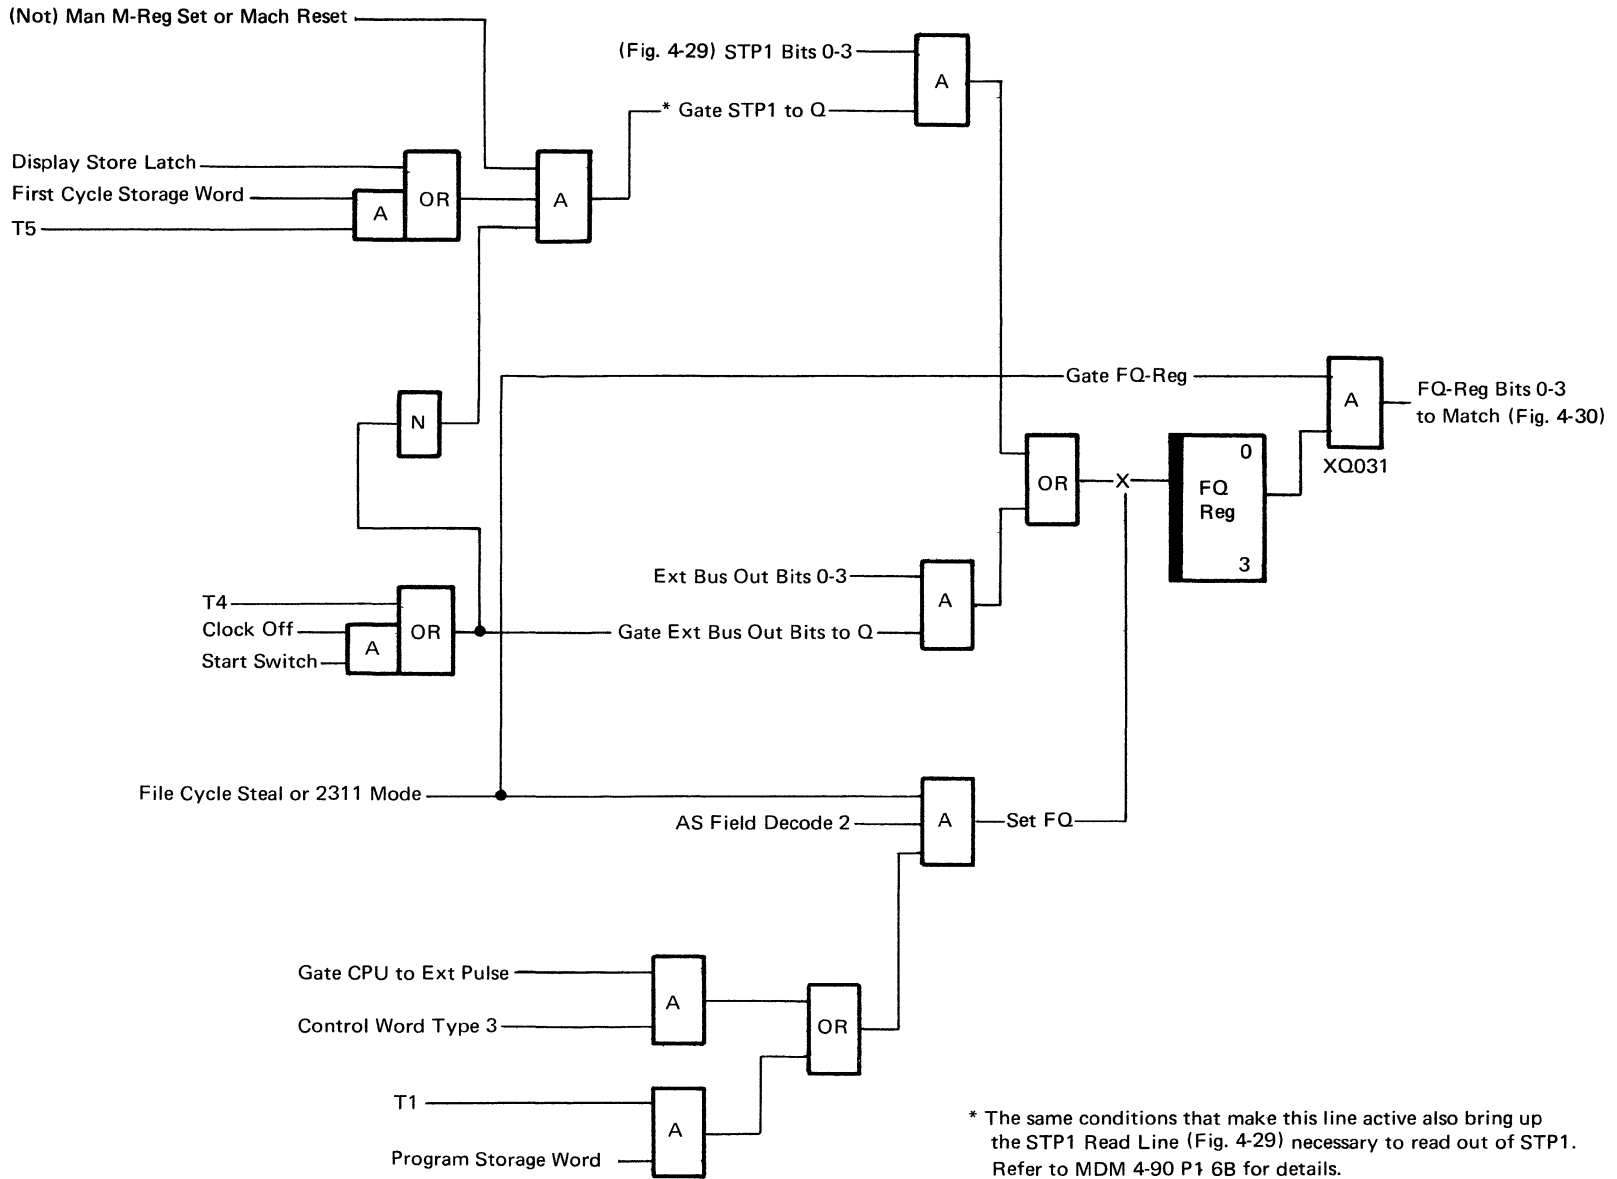 (Not) Man M-Reg Set or Mach Reset
(Fig. 4-29) STP1 Bits 0-3
A
* Gate STP1 to Q
Display Store Latch
First Cycle Storage Word
T5
A
OR
A
Gate FQ-Reg
A
FQ-Reg Bits 0-3
to Match (Fig. 4-30)
XQ031
N
OR
X
0
FQ
Reg
3
Ext Bus Out Bits 0-3
A
Gate Ext Bus Out Bits to Q
T4
Clock Off
Start Switch
A
OR
File Cycle Steal or 2311 Mode
AS Field Decode 2
A
Set FQ
Gate CPU to Ext Pulse
A
Control Word Type 3
OR
T1
A
Program Storage Word
* The same conditions that make this line active also bring up
the STP1 Read Line (Fig. 4-29) necessary to read out of STP1.
Refer to MDM 4-90 P1 6B for details.